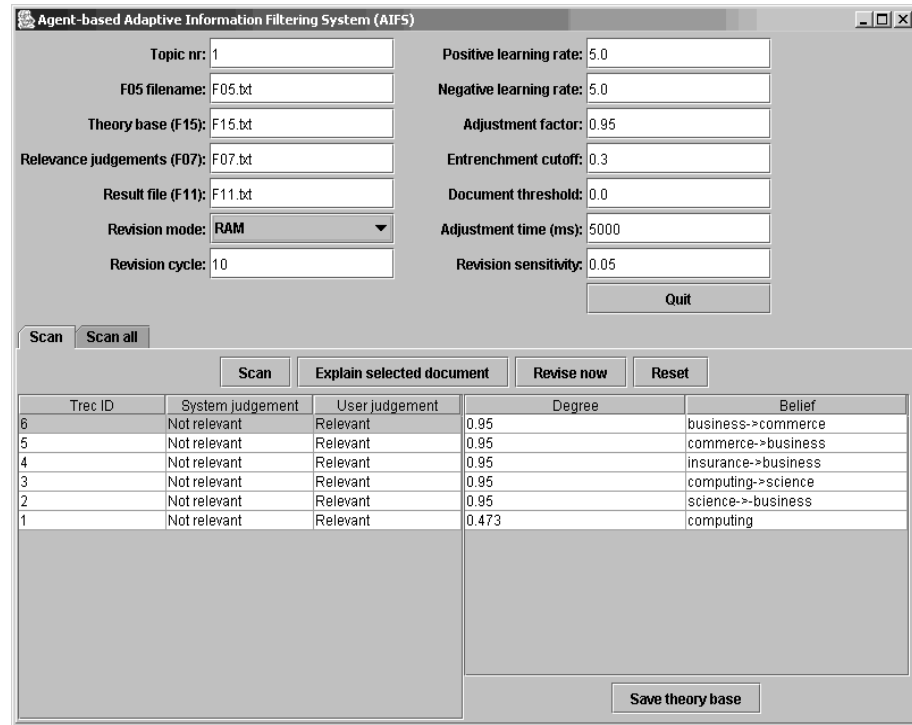 Agent-based Adaptive Information Filtering System (AIFS)
Topic nr: 1 Positive learning rate: 5.0
F05 filename: F05.txt Negative learning rate: 5.0
Theory base (F15): F15.txt Adjustment factor: 0.95
Relevance judgements (F07): F07.txt Entrenchment cutoff: 0.3
Result file (F11): F11.txt Document threshold: 0.0
Revision mode: RAM Adjustment time (ms): 5000
Revision cycle: 10 Revision sensitivity: 0.05
Quit
Scan Scan all
Scan Explain selected document Revise now Reset
Trec ID System judgement User judgement Degree Belief
6 Not relevant Relevant 0.95 business->commerce
5 Not relevant Relevant 0.95 commerce->business
4 Not relevant Relevant 0.95 insurance->business
3 Not relevant Relevant 0.95 computing->science
2 Not relevant Relevant 0.95 science->-business
1 Not relevant Relevant 0.473 computing
Save theory base